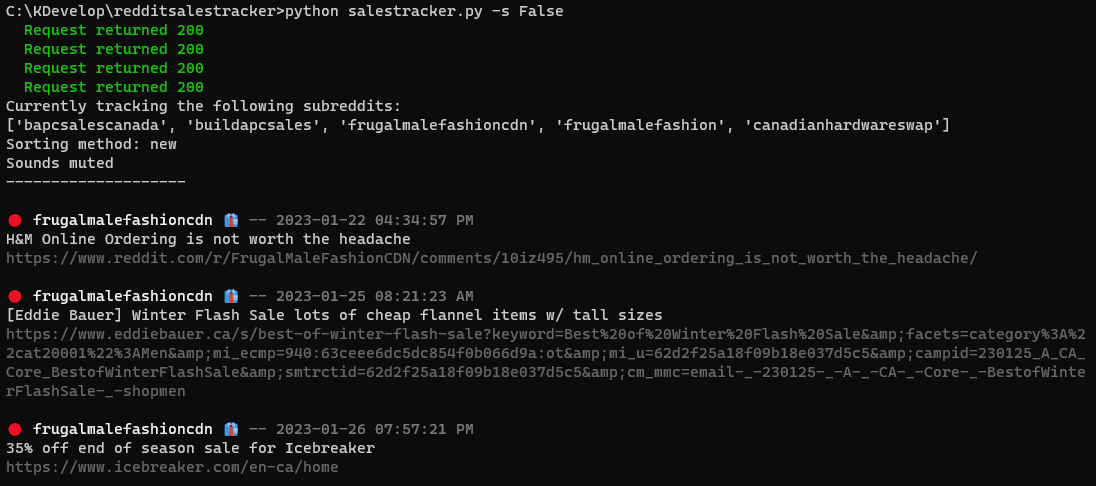 C:\KDevelop\redditsalestracker>python salestracker.py -s False
Request returned 200
Request returned 200
Request returned 200
Request returned 200
Currently tracking the following subreddits:
['bapcsalescanada', 'buildapcsales', 'frugalmalefashioncdn', 'frugalmalefashion', 'canadianhardwareswap']
Sorting method: new
Sounds muted
--------------------
🔴 frugalmalefashioncdn 👔 -- 2023-01-22 04:34:57 PM
H&M Online Ordering is not worth the headache
https://www.reddit.com/r/FrugalMaleFashionCDN/comments/10iz495/hm_online_ordering_is_not_worth_the_headache/
🔴 frugalmalefashioncdn 👔 -- 2023-01-25 08:21:23 AM
[Eddie Bauer] Winter Flash Sale lots of cheap flannel items w/ tall sizes
https://www.eddiebauer.ca/s/best-of-winter-flash-sale?keyword=Best%20of%20Winter%20Flash%20Sale&amp;facets=category%3A%2
2cat20001%22%3AMen&amp;mi_ecmp=940:63ceee6dc5dc854f0b066d9a:ot&amp;mi_u=62d2f25a18f09b18e037d5c5&amp;campid=230125_A_CA_
Core_BestofWinterFlashSale&amp;smtrctid=62d2f25a18f09b18e037d5c5&amp;cm_mmc=email-_-230125-_-A-_-CA-_-Core-_-BestofWinte
rFlashSale-_-shopmen
🔴 frugalmalefashioncdn 👔 -- 2023-01-26 07:57:21 PM
35% off end of season sale for Icebreaker
https://www.icebreaker.com/en-ca/home